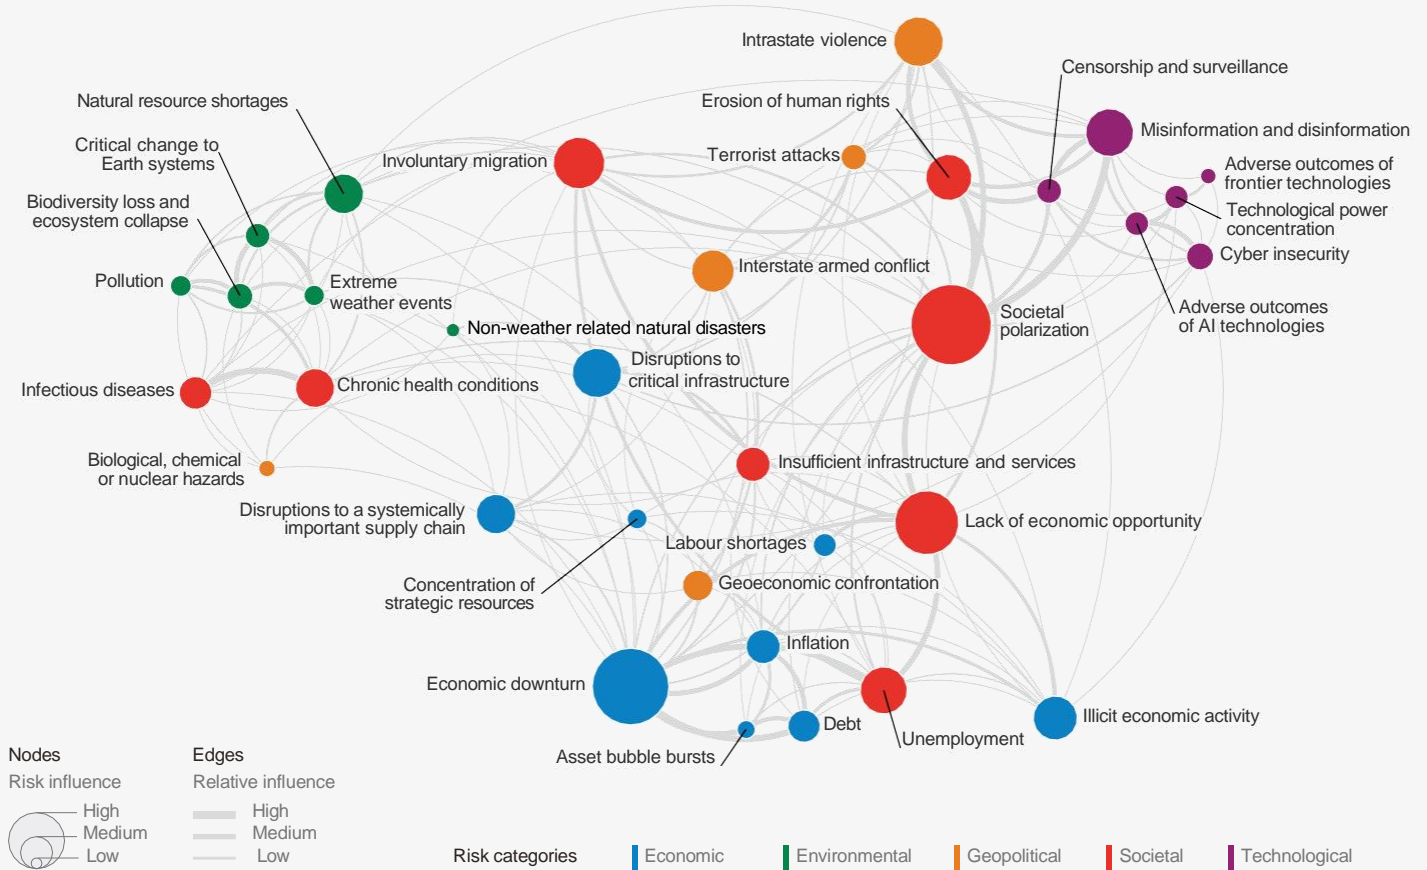 Intrastate violence
Censorship and surveillance
Natural resource shortages
Erosion of human rights
Misinformation and disinformation
Critical change to
Earth systems
Involuntary migration
Terrorist attacks
Adverse outcomes of
frontier technologies
Biodiversity loss and
ecosystem collapse
Technological power
concentration
Cyber insecurity
Pollution
Extreme
weather events
Interstate armed conflict
Adverse outcomes
of AI technologies
Societal
polarization
Non-weather related natural disasters
Disruptions to
critical infrastructure
Infectious diseases
Chronic health conditions
Biological, chemical
or nuclear hazards
Insufficient infrastructure and services
Disruptions to a systemically
important supply chain
Lack of economic opportunity
Labour shortages
Concentration of
strategic resources
Geoeconomic confrontation
Inflation
Economic downturn
Debt
Illicit economic activity
Unemployment
Asset bubble bursts
Nodes
Risk influence
High
Medium
Low
Edges
Relative influence
High
Medium
Low
Risk categories
Economic
Environmental
Geopolitical
Societal
Technological